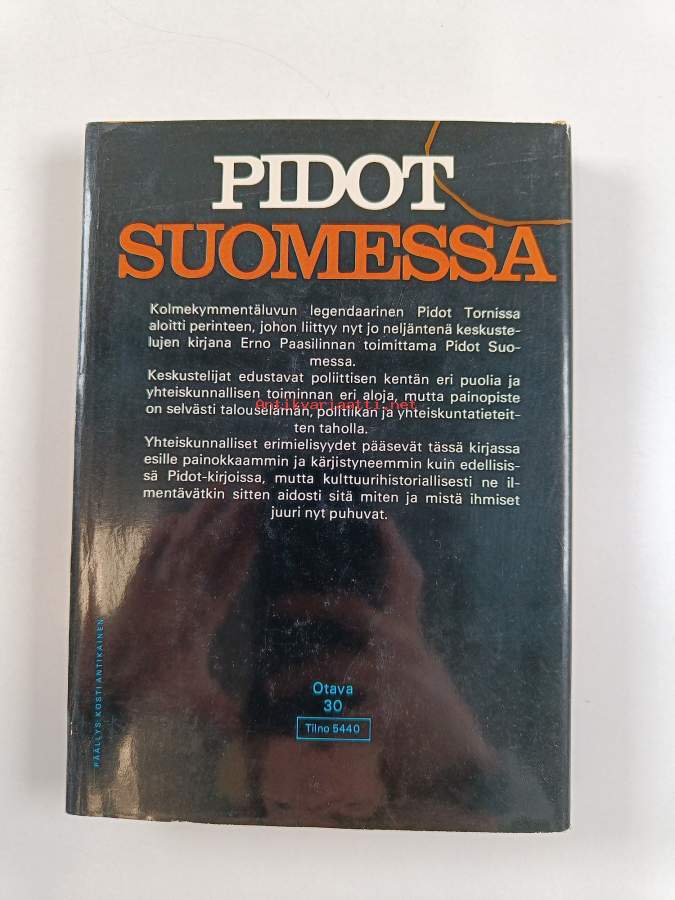 PIDOT
SUOMESSA
Kolmekymmentäluvun legendaarinen Pidot Tornissa
aloitti perinteen, johon liittyy nyt jo neljäntenä keskuste-
lujen kirjana Erno Paasilinnan toimittama Pidot Suo-
messa.
Keskustelijat edustavat poliittisen kentän eri puolia ja
yhteiskunnallisen toiminnan eri aloja, mutta painopiste
Antikvariaatti.net
on selvästi talouselämän, politiikan ja yhteiskuntatieteit-
ten taholla.
Yhteiskunnalliset erimielisyydet pääsevät tässä kirjassa
esille painokkaammin ja kärjistyneemmin kuin edellisis-
sä Pidot-kirjoissa, mutta kulttuurihistoriallisesti ne il-
mentävätkin sitten aidosti sitä miten ja mistä ihmiset
juuri nyt puhuvat.
PÄÄLLYS: KOSTI ANTIKAINEN
Otava
30
Tilno 5440